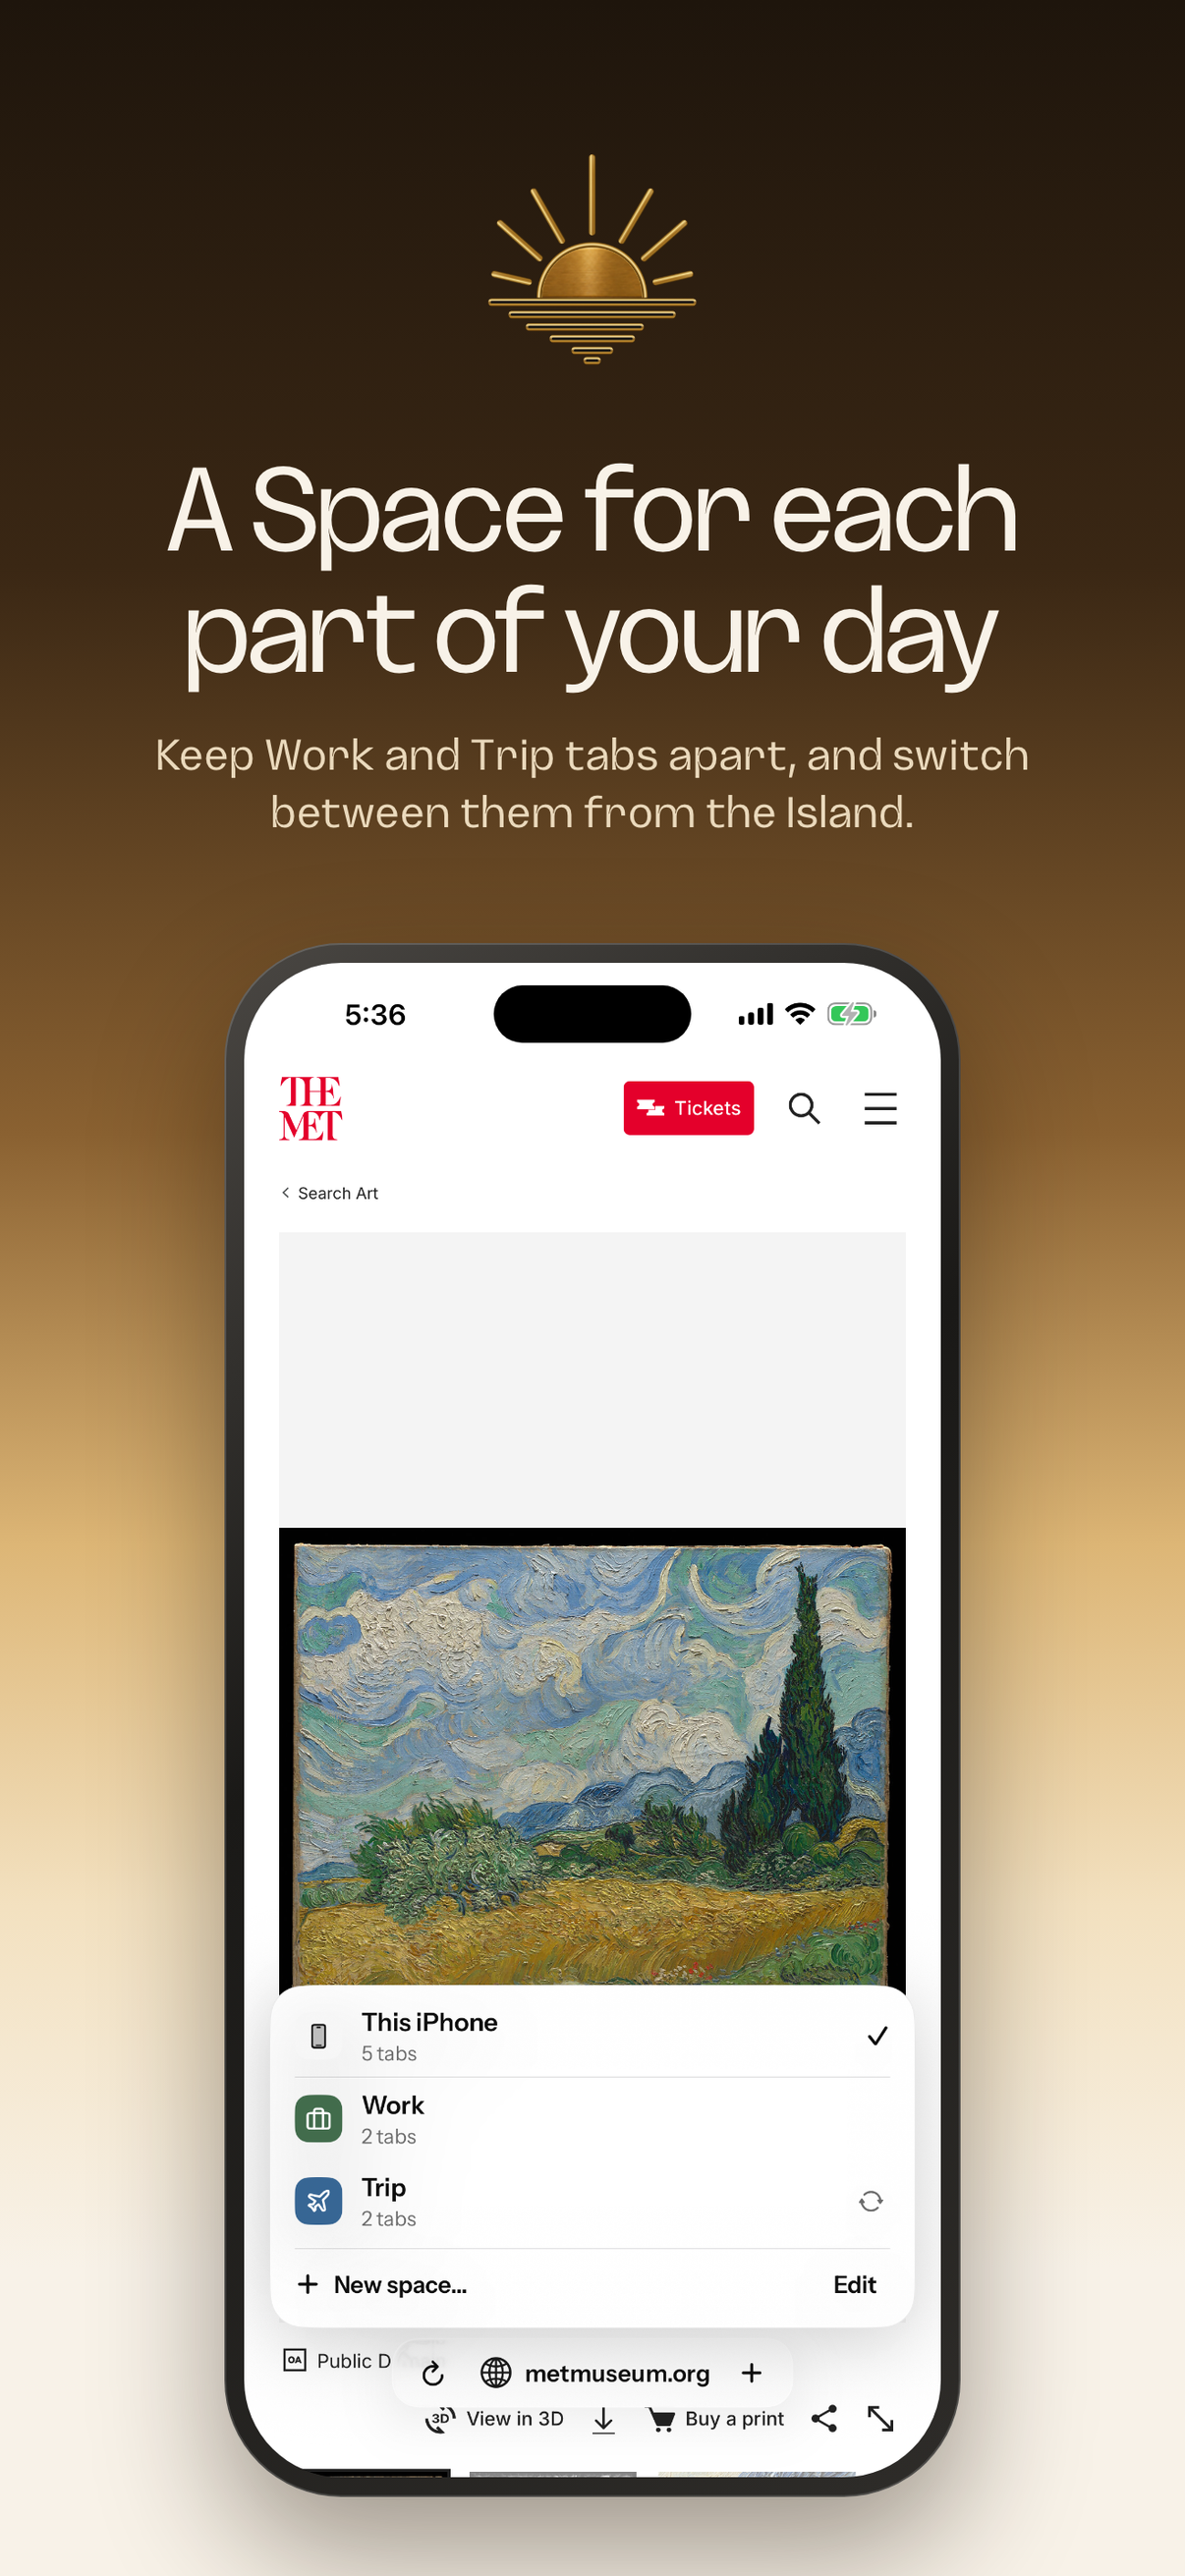 A Space for each
part of your day
Keep Work and Trip tabs apart, and switch
between them from the Island.
5:36
THE
MET
Tickets
Search Art
This iPhone
5 tabs
Work
2 tabs
Trip
2 tabs
New space...
Edit
OA
Public D
metmuseum.org
3D
View in 3D
Buy a print